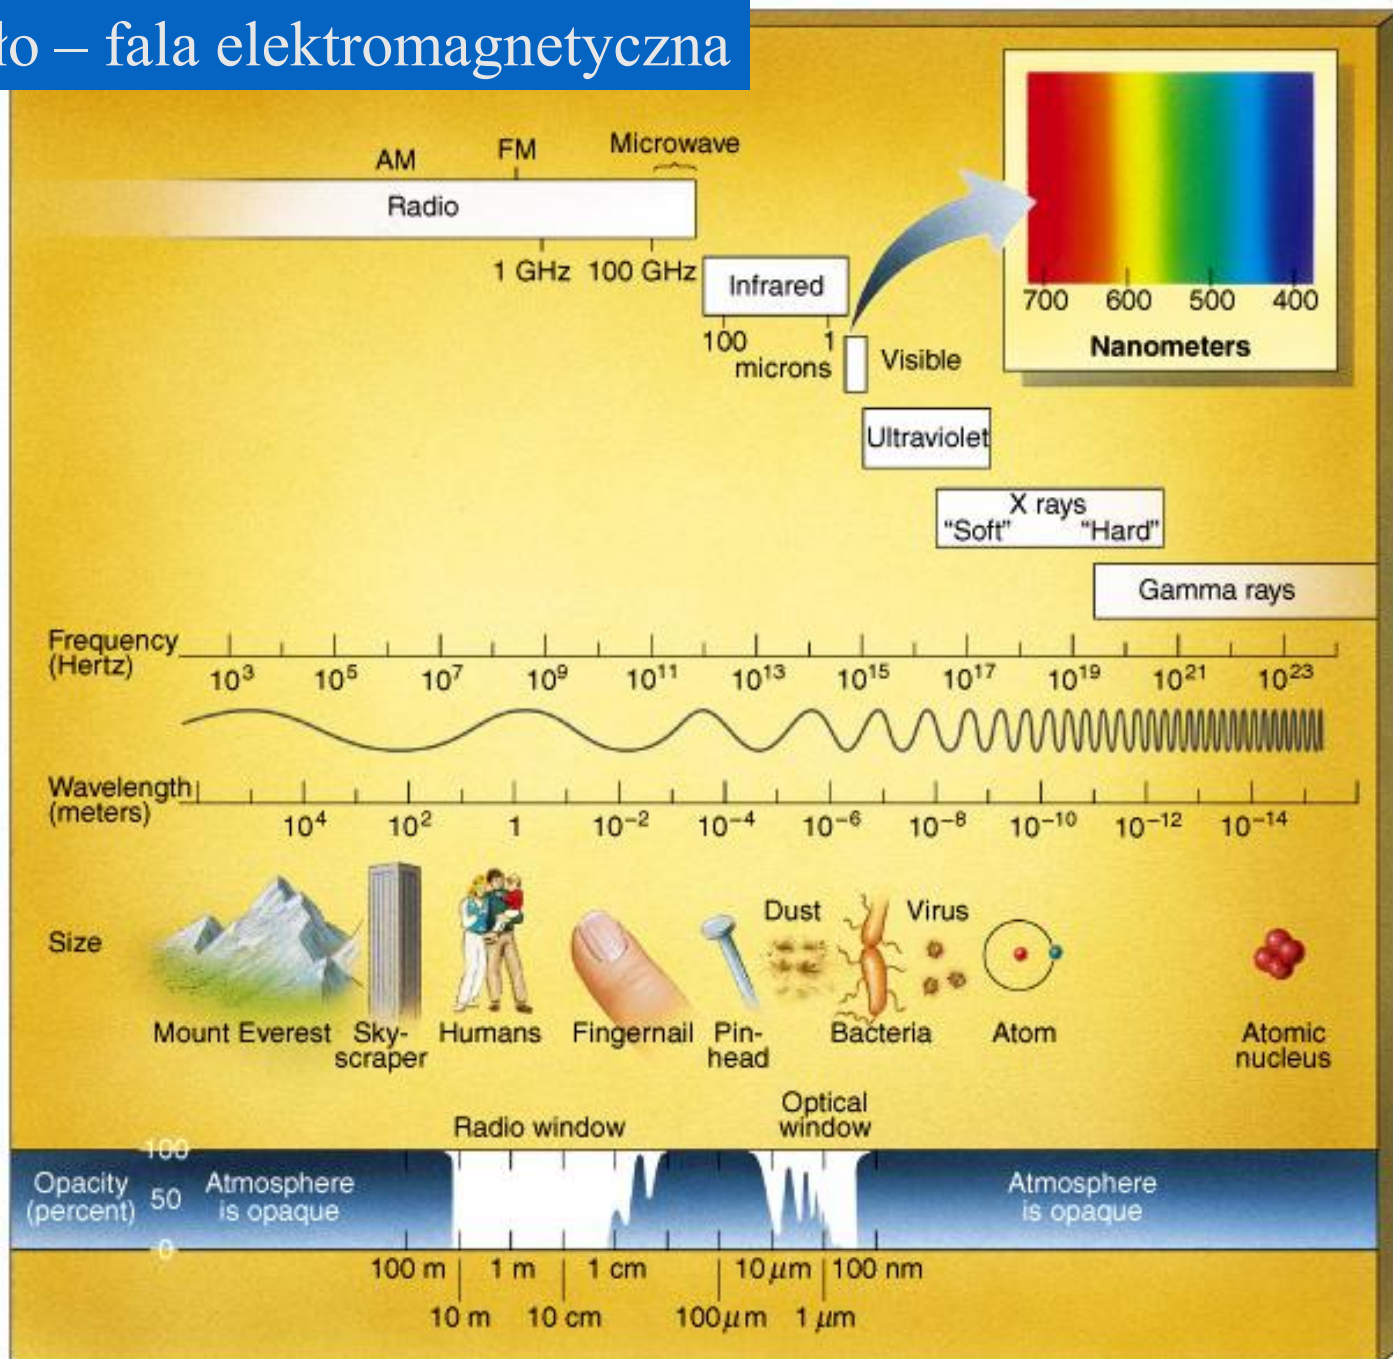 – fala elektromagnetyczna
AM
FM
Microwave
Radio
1 GHz 100 GHz
Infrared
100 1
microns
Visible
700 600 500 400
Nanometers
Ultraviolet
X rays
“Soft” “Hard”
Gamma rays
Frequency
(Hertz)
10³ 10⁵ 10⁷ 10⁹ 10¹¹ 10¹³ 10¹⁵ 10¹⁷ 10¹⁹ 10²¹ 10²³
Wavelength
(meters)
10⁴ 10² 1 10⁻² 10⁻⁴ 10⁻⁶ 10⁻⁸ 10⁻¹⁰ 10⁻¹² 10⁻¹⁴
Size
Dust
Virus
Mount Everest
Sky-
scraper
Humans
Fingernail
Pin-
head
Bacteria
Atom
Atomic
nucleus
Radio window
Optical
window
Opacity
(percent)
100
50
0
Atmosphere
is opaque
Atmosphere
is opaque
100 m 1 m 1 cm 10 μm 100 nm
10 m 10 cm 100 μm 1 μm